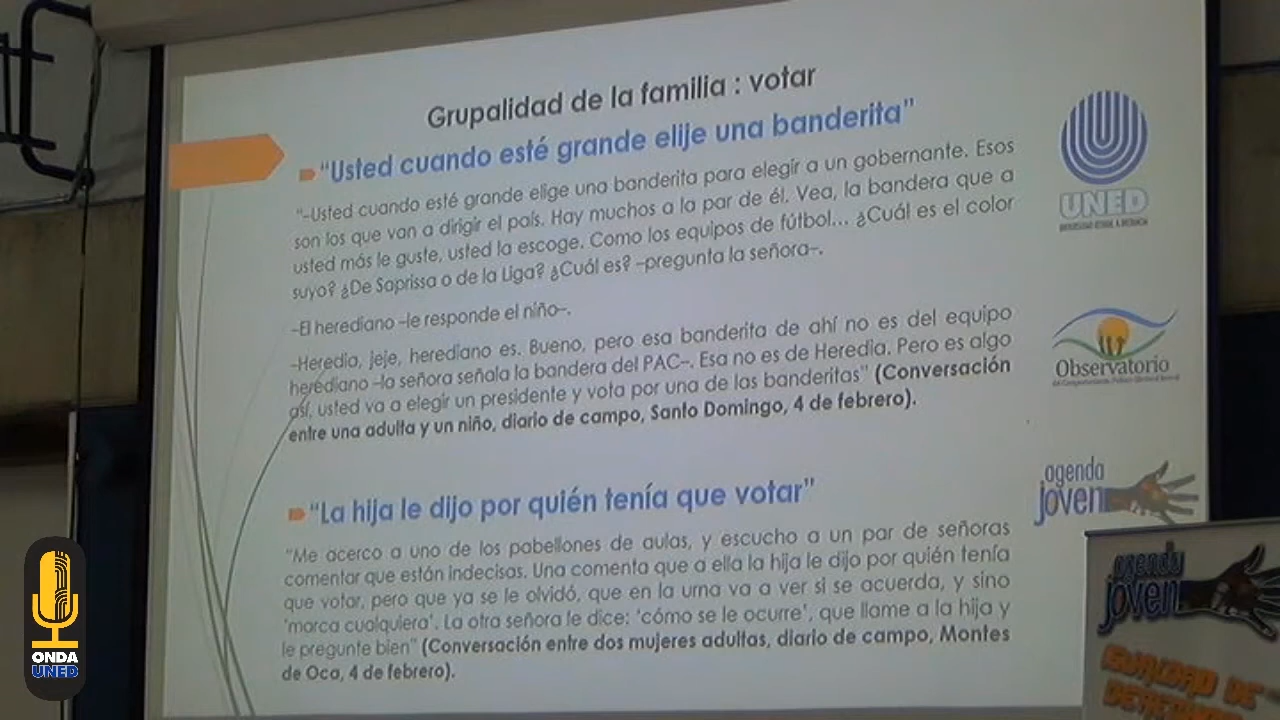 Grupalidad de la familia : votar
“Usted cuando esté grande elije una banderita”
“–Usted cuando esté grande elige una banderita para elegir a un gobernante. Esos
son los que van a dirigir el país. Hay muchos a la par de él. Vea, la bandera que a
usted más le guste, usted la escoge. Como los equipos de fútbol... ¿Cuál es el color
suyo? ¿De Saprissa o de la Liga? ¿Cuál es? –pregunta la señora–.
–El herediano –le responde el niño–.
–Heredia, jeje, herediano es. Bueno, pero esa banderita de ahí no es del equipo
herediano –la señora señala la bandera del PAC–. Esa no es de Heredia. Pero es algo
así, usted va a elegir un presidente y vota por una de las banderitas” (Conversación
entre una adulta y un niño, diario de campo, Santo Domingo, 4 de febrero).
“La hija le dijo por quién tenía que votar”
“Me acerco a uno de los pabellones de aulas, y escucho a un par de señoras
comentar que están indecisas. Una comenta que a ella la hija le dijo por quién tenía
que votar, pero que ya se le olvidó, que en la urna va a ver si se acuerda, y sino
‘marca cualquiera’. La otra señora le dice: ‘cómo se le ocurre’, que llame a la hija y
le pregunte bien” (Conversación entre dos mujeres adultas, diario de campo, Montes
de Oca, 4 de febrero).
UNED
Observatorio
agenda
joven
agenda
joven
IGUALDAD DE
ONDA
UNED